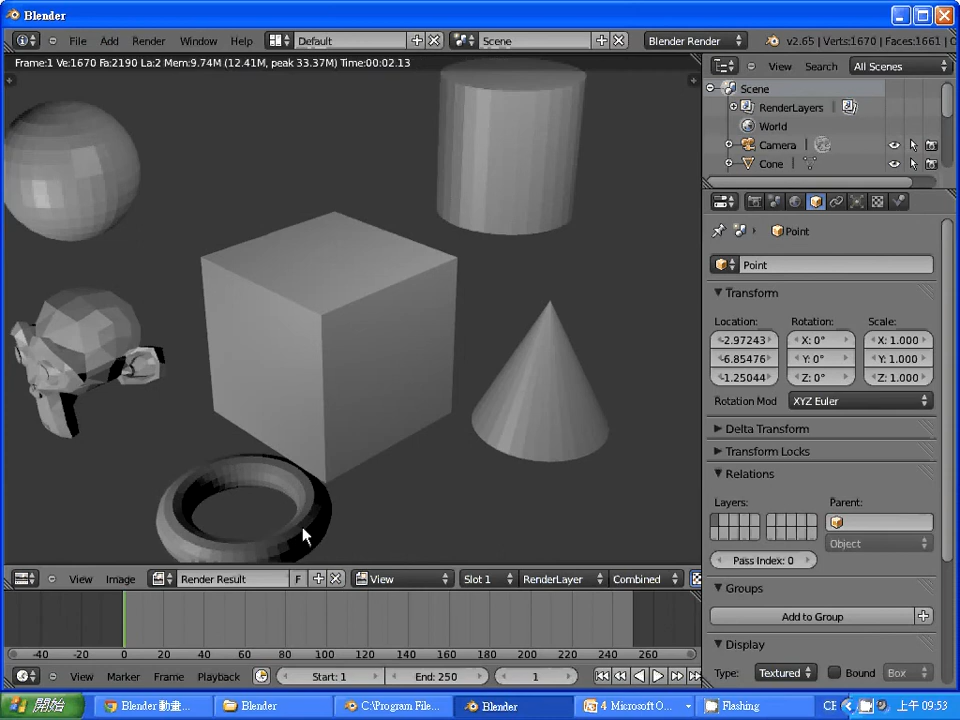 Blender
File Add Render Window Help Default Scene Blender Render v2.65 | Verts:1670 | Faces:1661 | O
Frame:1 Ve:1670 Fa:2190 La:2 Mem:9.74M (12.41M, peak 33.37M) Time:00:02.13
View Search All Scenes
Scene
RenderLayers
World
Camera
Cone
Point
Point
Transform
Location: Rotation: Scale:
-2.97243 X: 0° X: 1.000
-6.85476 Y: 0° Y: 1.000
-1.25044 Z: 0° Z: 1.000
Rotation Mod XYZ Euler
Delta Transform
Transform Locks
Relations
Layers: Parent:
Object
Pass Index: 0
Groups
Add to Group
Display
Type: Textured Bound Box
View Image Render Result F View Slot 1 RenderLayer Combined
-40 -20 0 20 40 60 80 100 120 140 160 180 200 220 240 260
View Marker Frame Playback Start: 1 End: 250 1
開始 Blender 動畫... Blender C:\Program File... Blender 4 Microsoft O... Flashing CE 上午 09:53